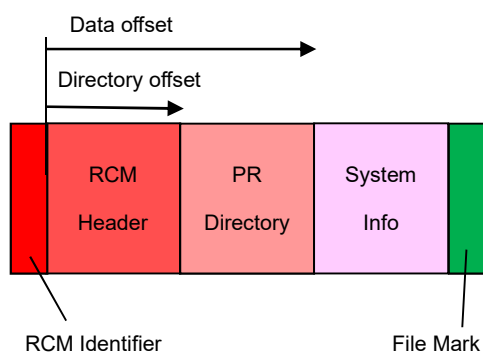 Data offset
Directory offset
RCM
Header
PR
Directory
System
Info
RCM Identifier
File Mark